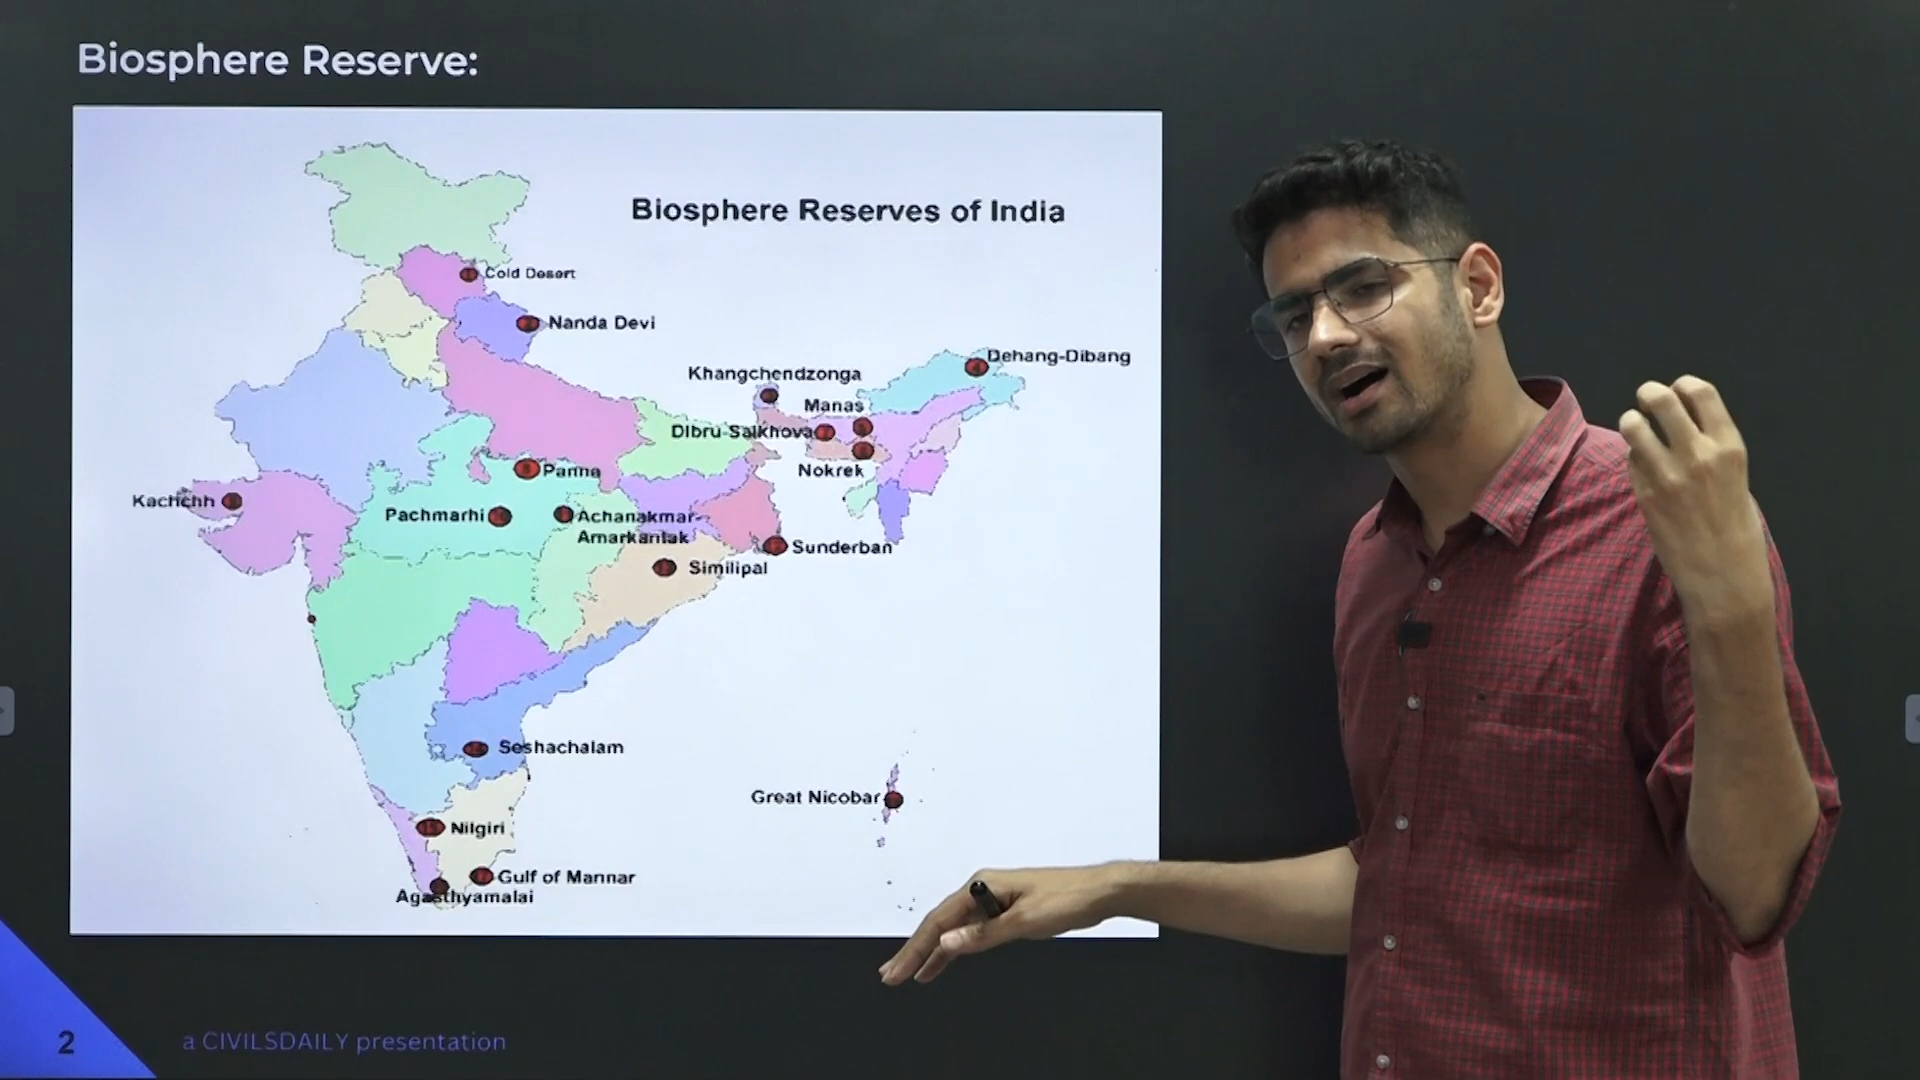 Biosphere Reserve:
Biosphere Reserves of India
Cold Desert
Nanda Devi
Dehang-Dibang
Khangchendzonga
Manas
Dibru-Saikhova
Nokrek
Panna
Kachchh
Pachmarhi
Achanakmar-
Amarkantak
Sunderban
Similipal
Seshachalam
Great Nicobar
Nilgiri
Gulf of Mannar
Agasthyamalai
2
a CIVILSDAILY presentation